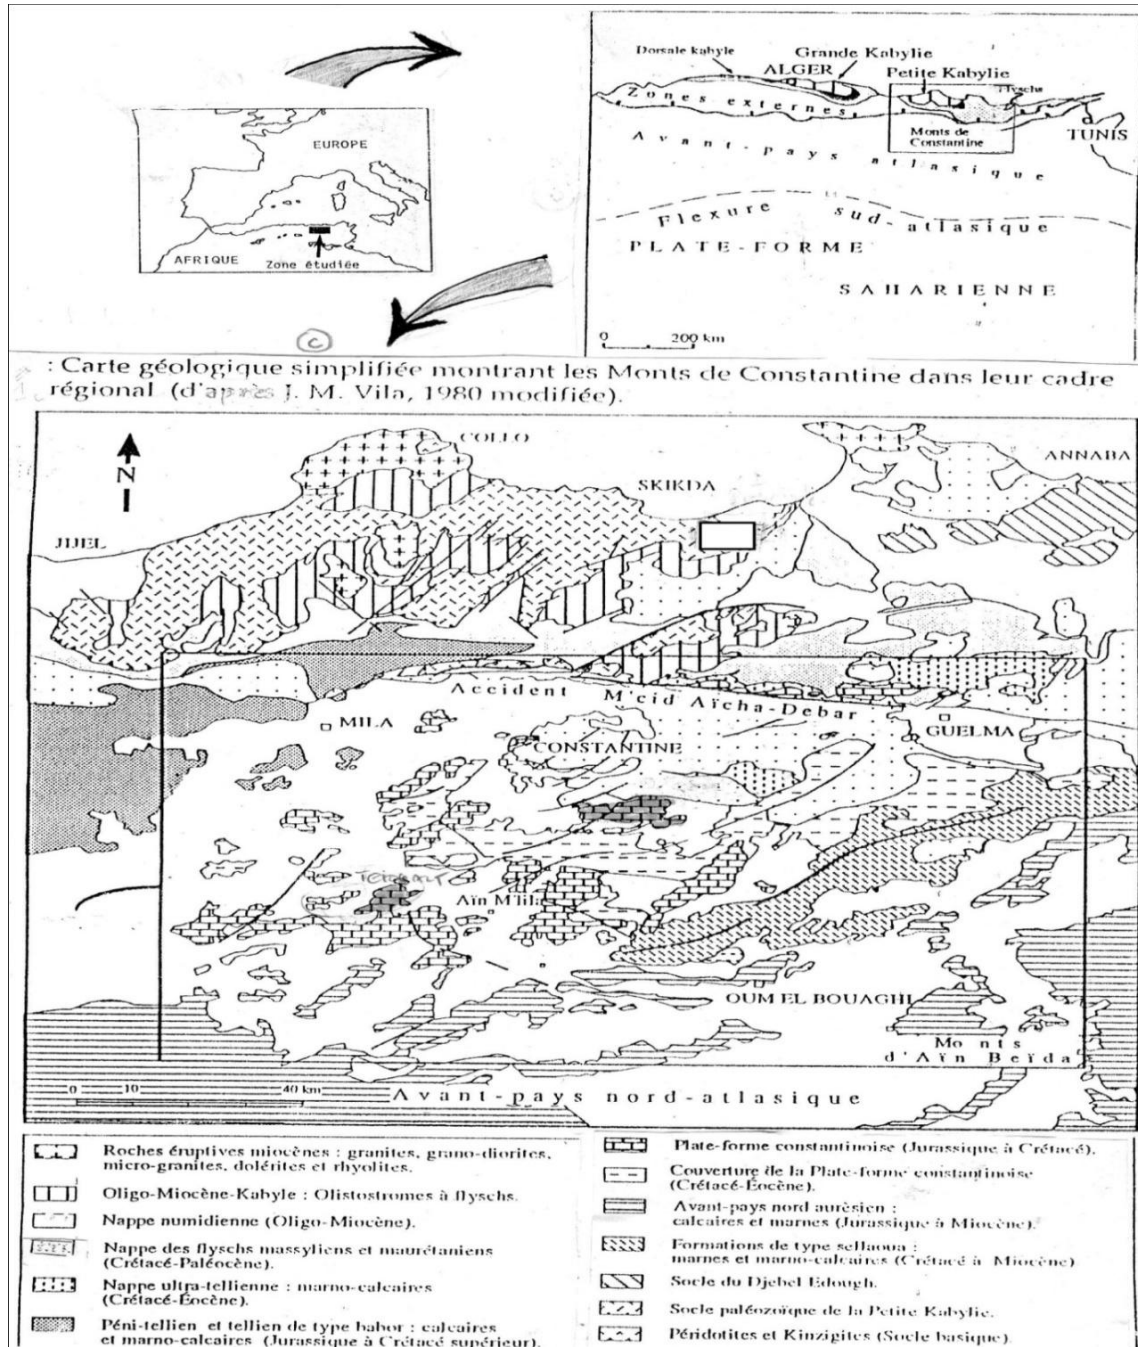 EUROPE
AFRIQUE
Zone étudiée
Dorsale kabyle
Grande Kabylie
ALGER
Petite Kabylie
Flyschs
Zones externes
Monts de
Constantine
TUNIS
Avant-pays atlasique
Flexure sud-atlasique
PLATE-FORME
SAHARIENNE
0 200 km
C
: Carte géologique simplifiée montrant les Monts de Constantine dans leur cadre
régional (d'après J. M. Vila, 1980 modifiée).
N
COLLO
ANNABA
SKIKDA
JIJEL
Accident M'cid Aïcha-Debar
MILA
GUELMA
CONSTANTINE
Aïn M'lila
OUM EL BOUAGHI
Monts
d'Aïn Beïda
0 10 40 km
Avant-pays nord-atlasique
Roches éruptives miocènes : granites, grano-diorites,
micro-granites, dolérites et rhyolites.
Oligo-Miocène-Kabyle : Olistostromes à flyschs.
Nappe numidienne (Oligo-Miocène).
Nappe des flyschs massyliens et maurétaniens
(Crétacé-Paléocène).
Nappe ultra-tellienne : marno-calcaires
(Crétacé-Éocène).
Péni-tellien et tellien de type babor : calcaires
et marno-calcaires (Jurassique à Crétacé supérieur).
Plate-forme constantinoise (Jurassique à Crétacé).
Couverture de la Plate-forme constantinoise
(Crétacé-Éocène).
Avant-pays nord aurèsien :
calcaires et marnes (Jurassique à Miocène).
Formations de type sellaoua :
marnes et marno-calcaires (Crétacé à Miocène)
Socle du Djebel Edough.
Socle paléozoïque de la Petite Kabylie.
Péridotites et Kinzigites (Socle basique).